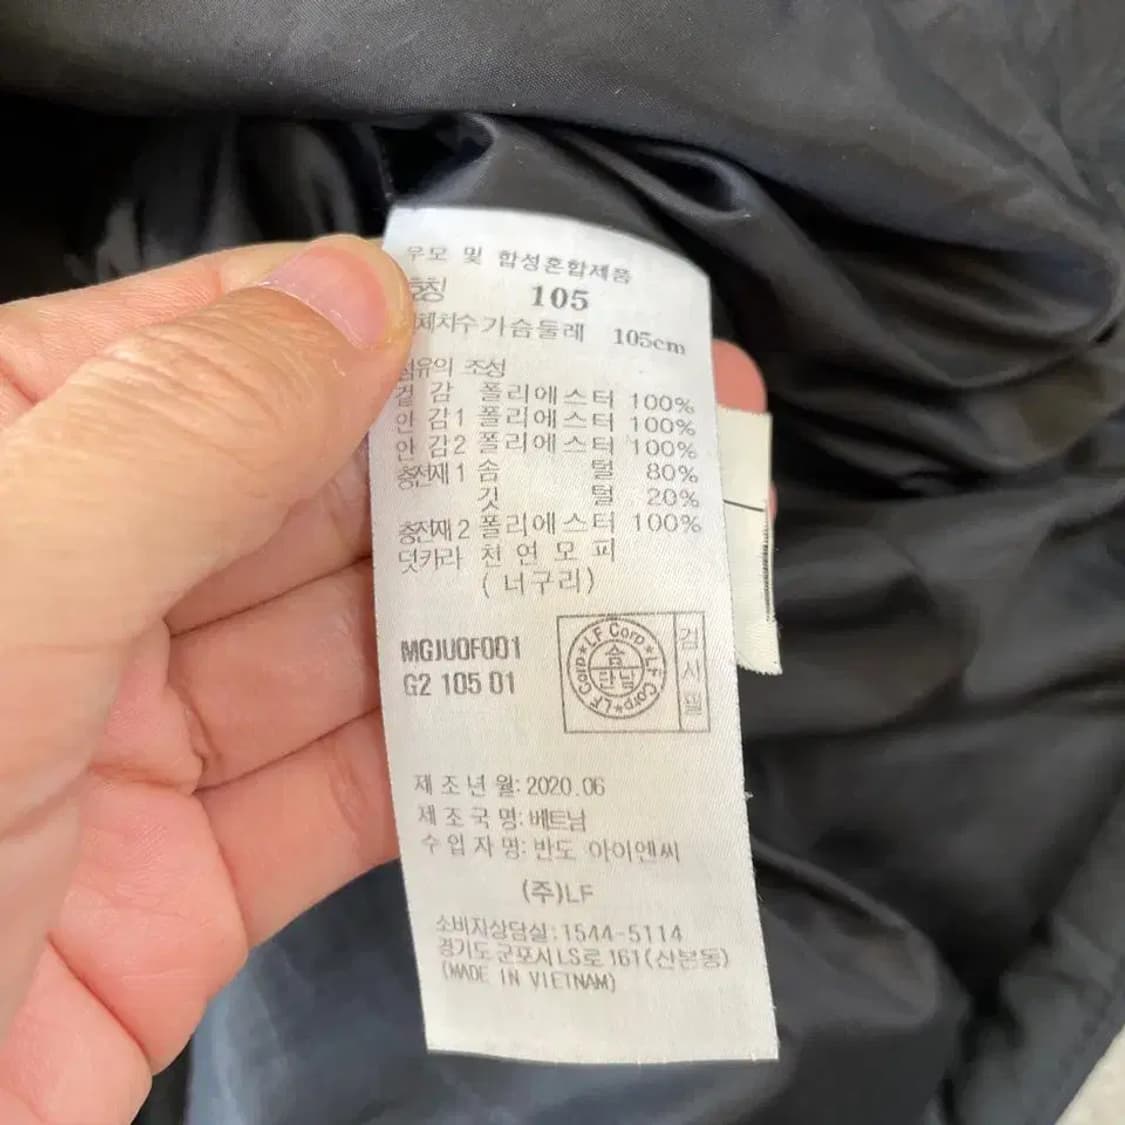 우모 및 합성혼합제품
호칭 105
신체치수 가슴둘레 105cm
섬유의 조성
겉 감 폴리에스터 100%
안 감1 폴리에스터 100%
안 감2 폴리에스터 100%
충전재1 솜 털 80%
깃 털 20%
충전재2 폴리에스터 100%
덧카라 천 연 모 피
( 너구리)
MGJU0F001
G2 105 01
LF Corp★LF Corp★LF Corp★
솜
단남
검사필
제 조 년 월: 2020.06
제 조 국 명: 베트남
수 입 자 명: 반도 아이엔씨
(주)LF
소비자상담실:1544-5114
경기도 군포시 LS로 161(산본동)
(MADE IN VIETNAM)